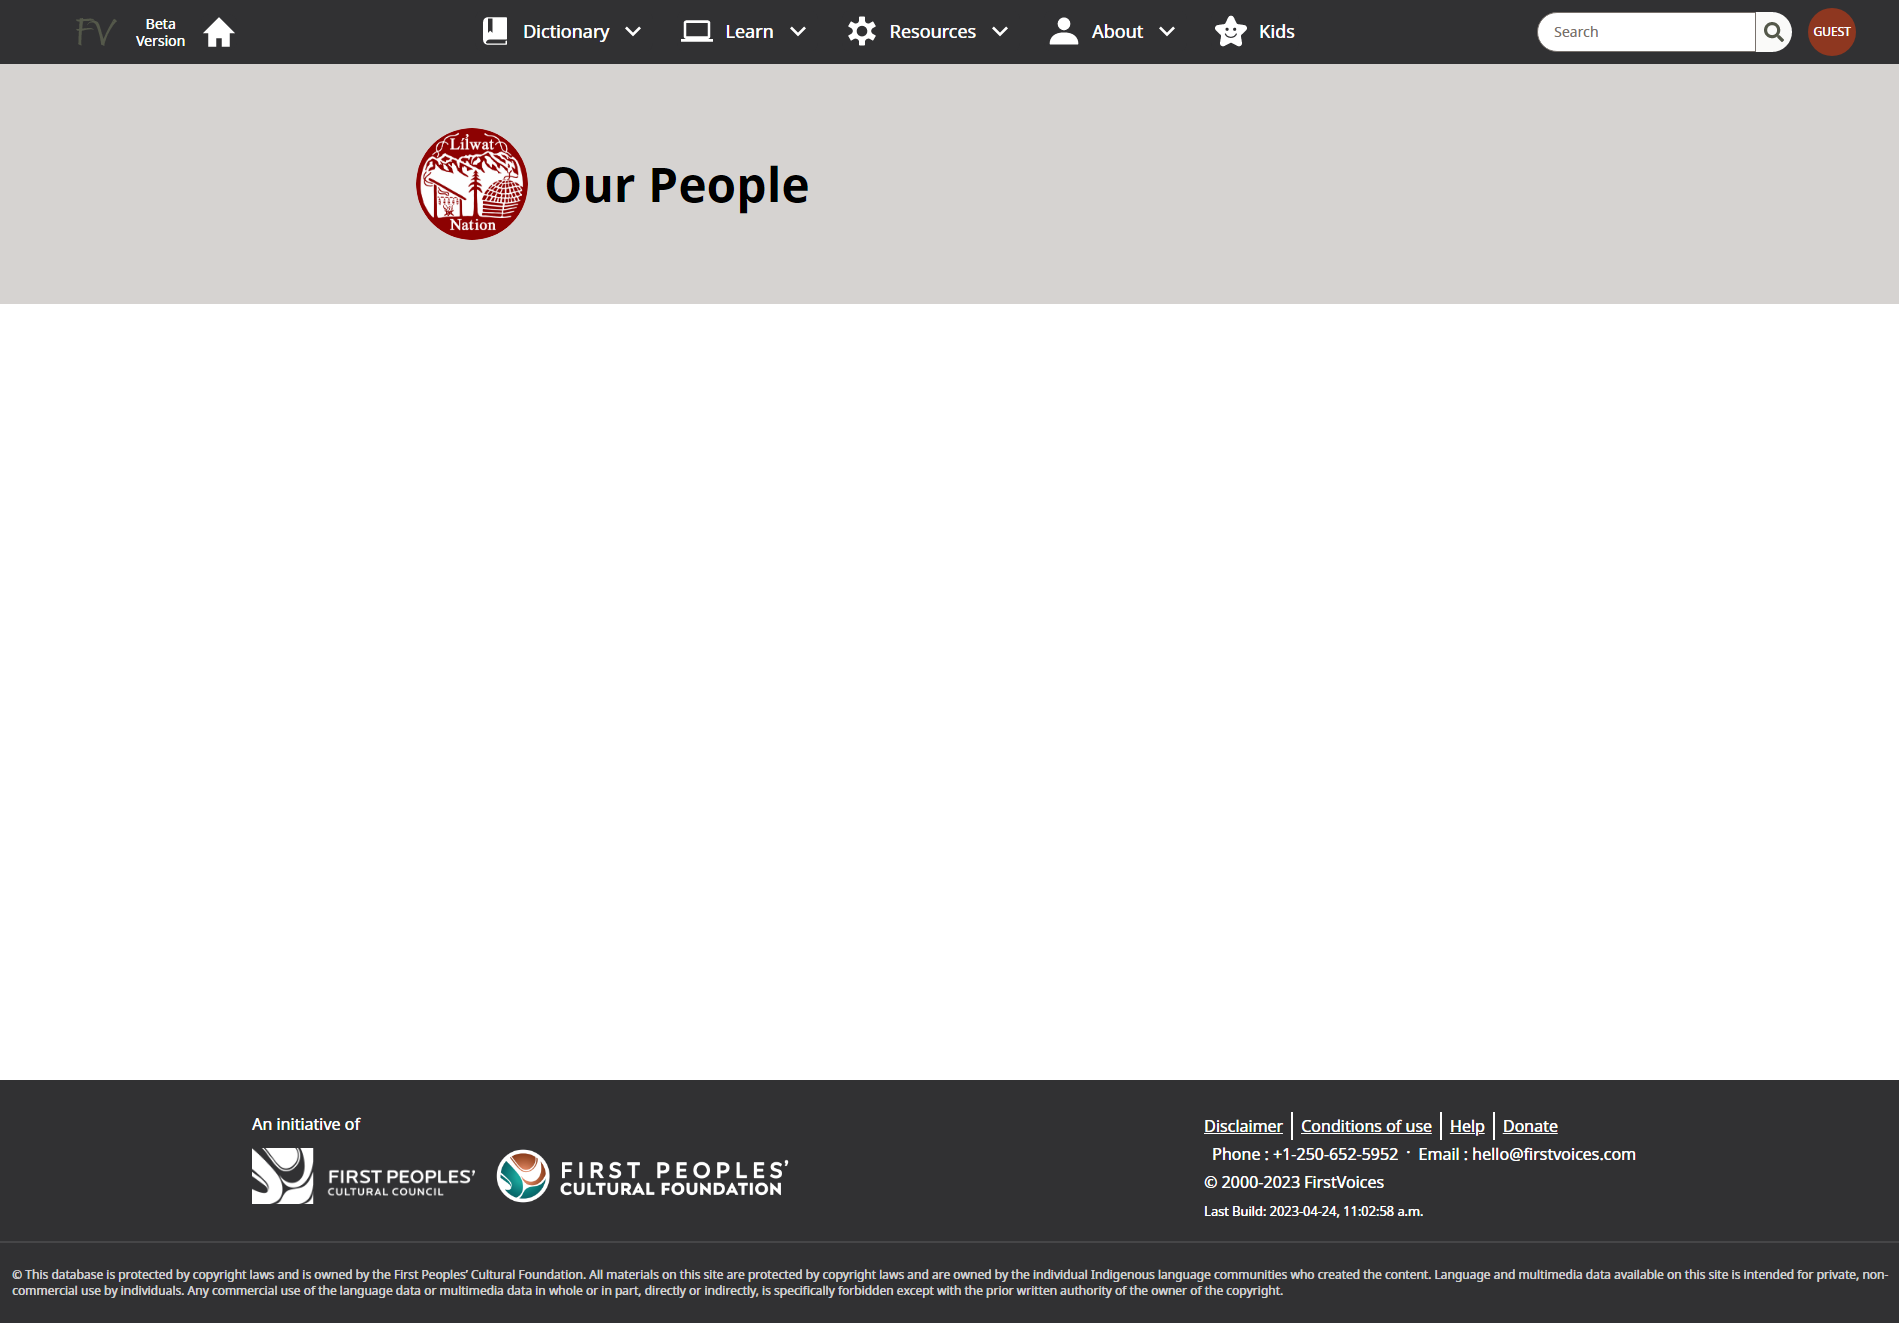 FV
Beta
Version
Dictionary
Learn
Resources
About
Kids
Search
GUEST
Lílwat
Nation
Our People
An initiative of
FIRST PEOPLES’
CULTURAL COUNCIL
FIRST PEOPLES’
CULTURAL FOUNDATION
Disclaimer
Conditions of use
Help
Donate
Phone : +1-250-652-5952 · Email : hello@firstvoices.com
© 2000-2023 FirstVoices
Last Build: 2023-04-24, 11:02:58 a.m.
© This database is protected by copyright laws and is owned by the First Peoples’ Cultural Foundation. All materials on this site are protected by copyright laws and are owned by the individual Indigenous language communities who created the content. Language and multimedia data available on this site is intended for private, non-
commercial use by individuals. Any commercial use of the language data or multimedia data in whole or in part, directly or indirectly, is specifically forbidden except with the prior written authority of the owner of the copyright.